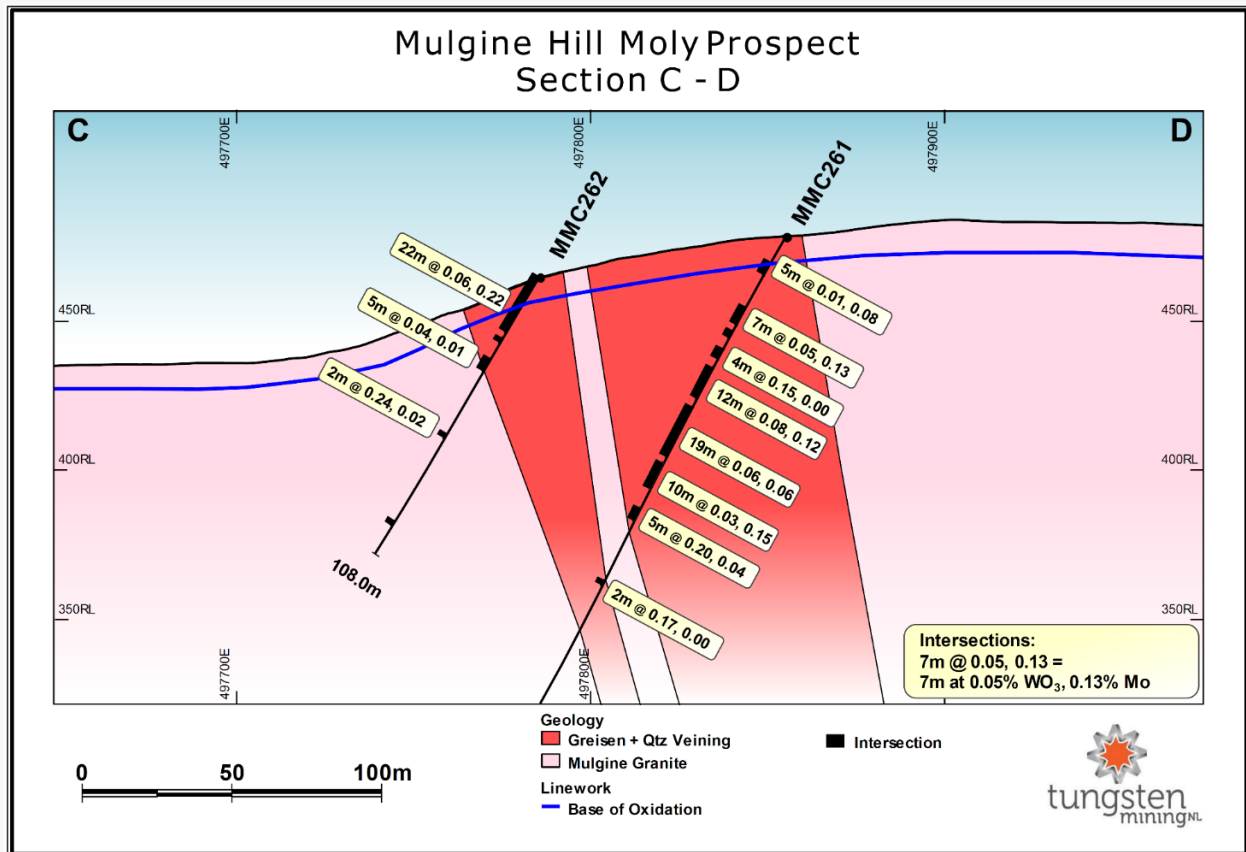 Mulgine Hill Moly Prospect
Section C - D
C
D
497700E
497800E
497900E
MMC262
MMC261
22m @ 0.06, 0.22
5m @ 0.04, 0.01
2m @ 0.24, 0.02
108.0m
5m @ 0.01, 0.08
7m @ 0.05, 0.13
4m @ 0.15, 0.00
12m @ 0.08, 0.12
19m @ 0.06, 0.06
10m @ 0.03, 0.15
5m @ 0.20, 0.04
2m @ 0.17, 0.00
450RL
450RL
400RL
400RL
350RL
350RL
497700E
497800E
Intersections:
7m @ 0.05, 0.13 =
7m at 0.05% WO₃, 0.13% Mo
Geology
Greisen + Qtz Veining
Mulgine Granite
Intersection
Linework
Base of Oxidation
0 50 100m
tungsten
miningNL